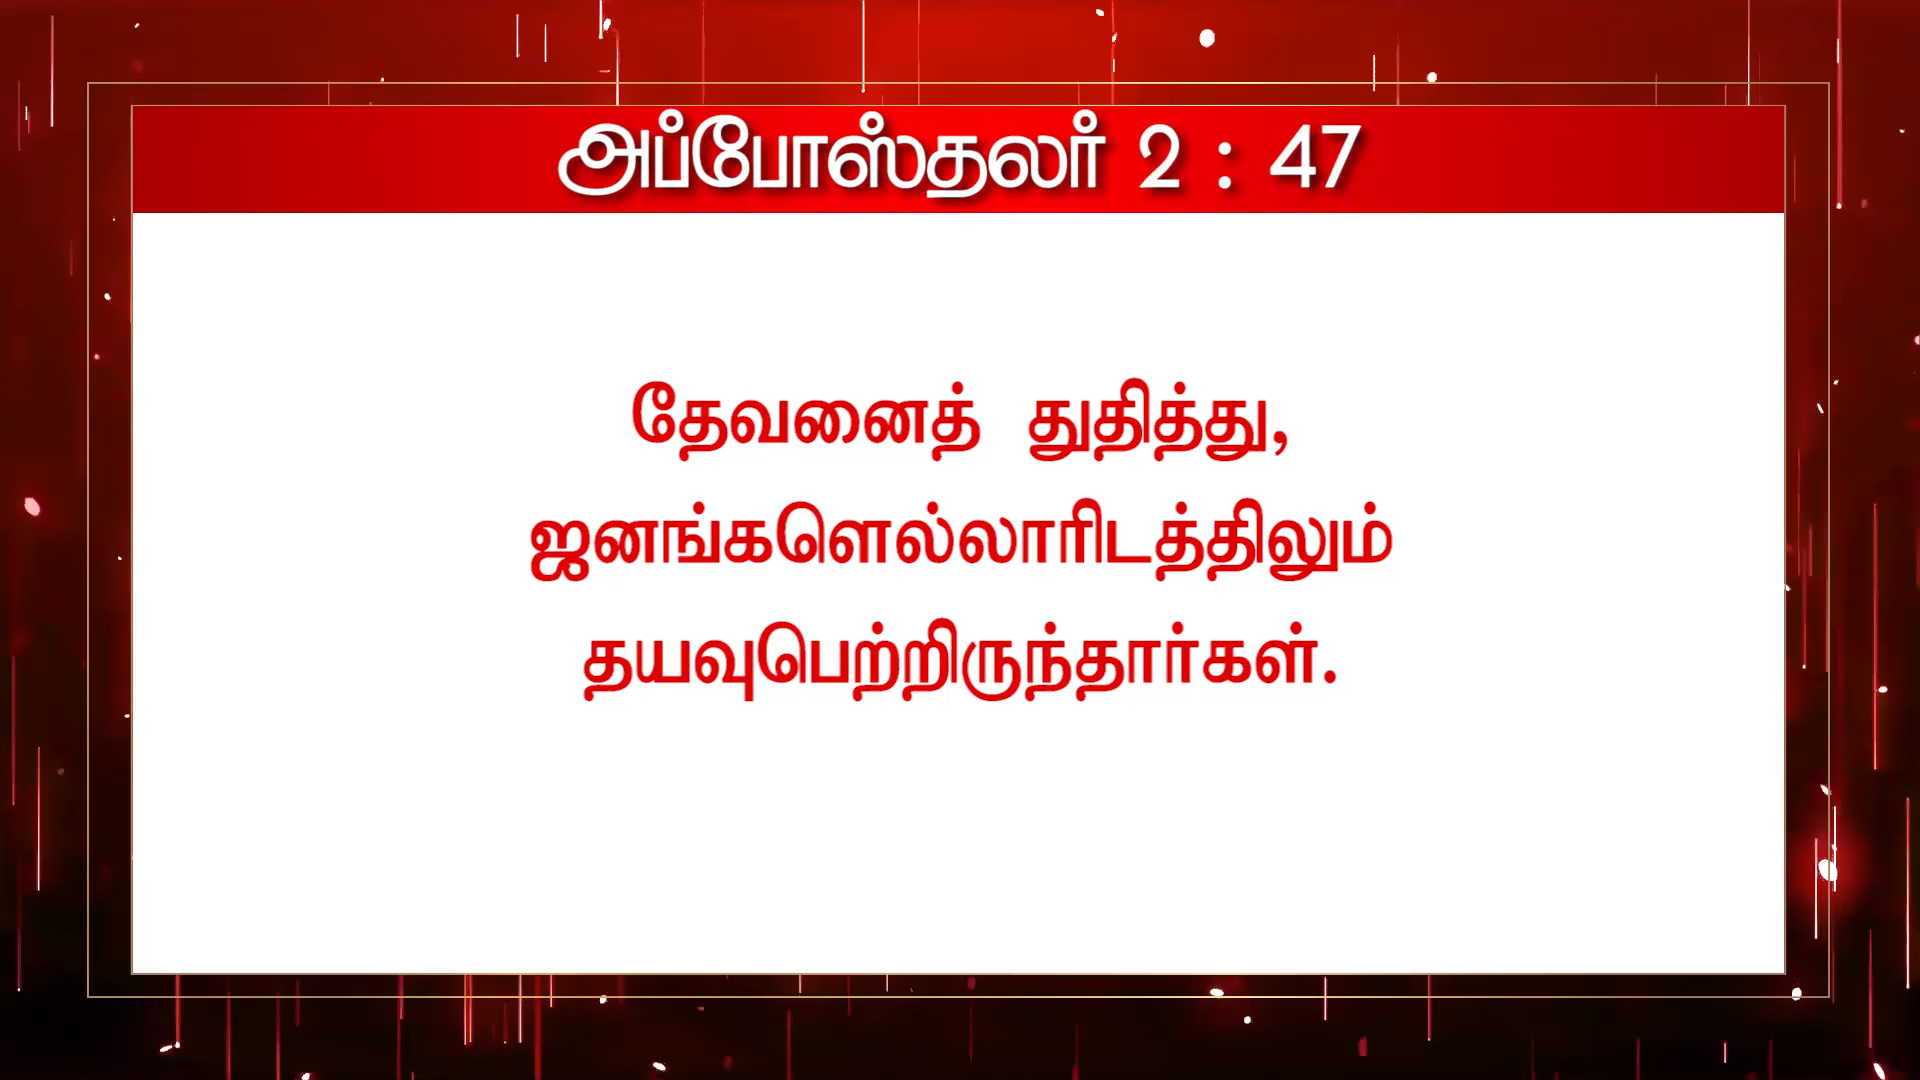 அப்போஸ்தலர் 2 : 47
தேவனைத் துதித்து,
ஜனங்களெல்லாரிடத்திலும்
தயவுபெற்றிருந்தார்கள்.